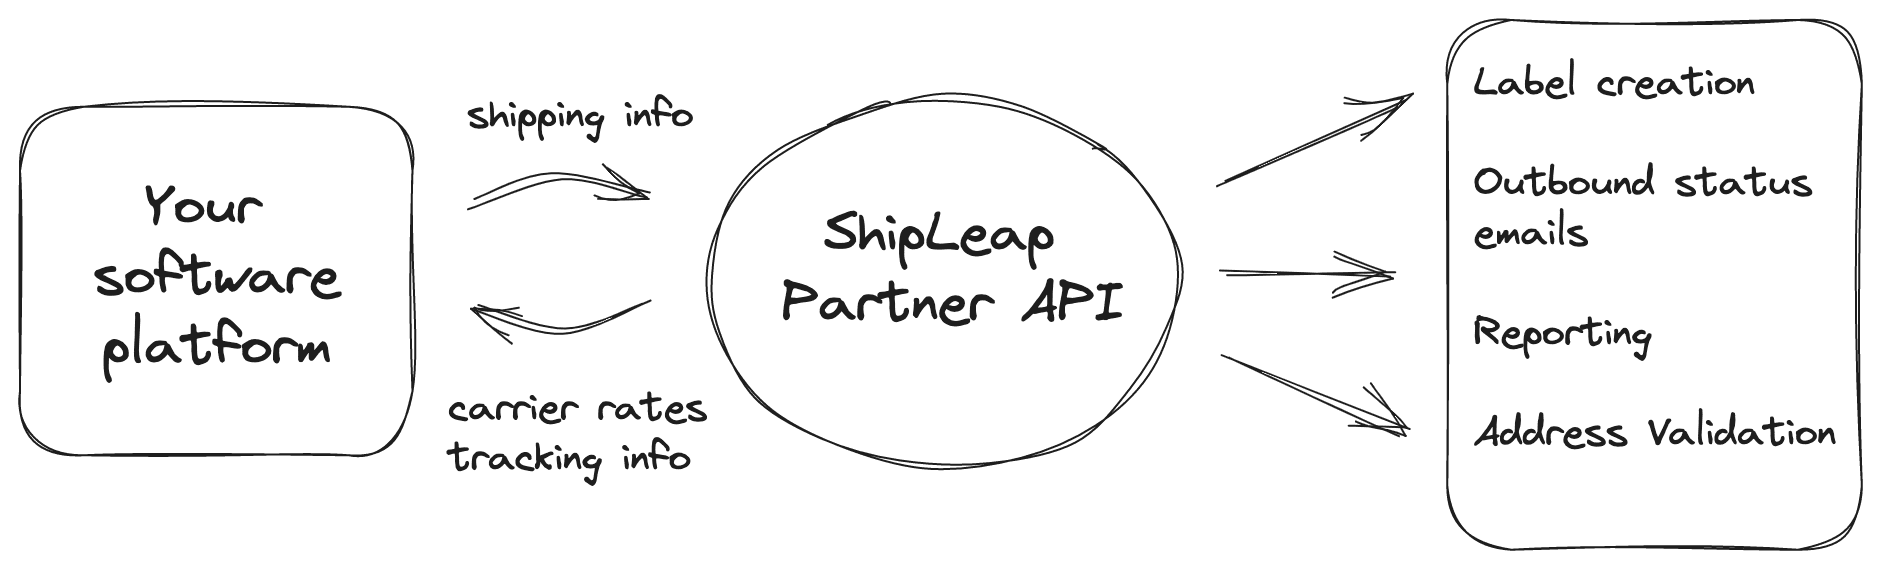 Your
software
platform
shipping info
carrier rates
tracking info
ShipLeap
Partner API
Label creation
Outbound status
emails
Reporting
Address Validation